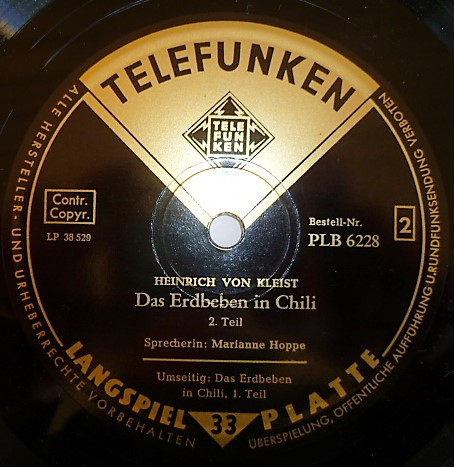 TELEFUNKEN
TELE
FUN
KEN
Contr.
Copyr.
LP 38 529
Bestell-Nr.
PLB 6228
2
HEINRICH VON KLEIST
Das Erdbeben in Chili
2. Teil
Sprecherin: Marianne Hoppe
Umseitig: Das Erdbeben
in Chili, 1. Teil
LANGSPIEL 33 PLATTE
ALLE HERSTELLER- UND URHEBERRECHTE VORBEHALTEN
ÜBERSPIELUNG, ÖFFENTLICHE AUFFÜHRUNG U. RUNDFUNKSENDUNG VERBOTEN